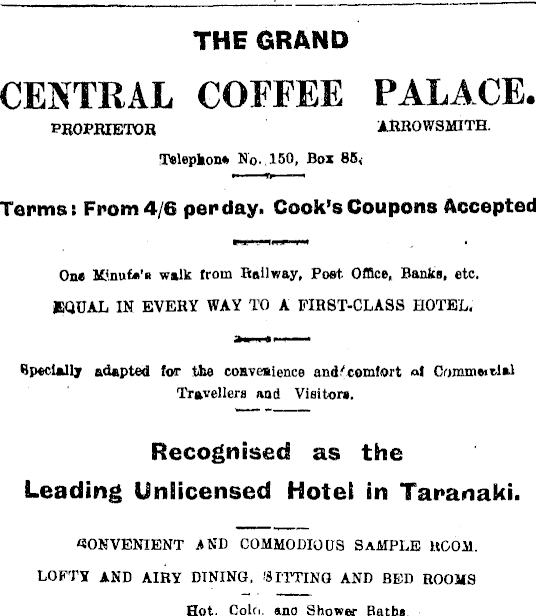 THE GRAND
CENTRAL COFFEE PALACE.
PROPRIETOR ARROWSMITH.
Telephone No. 150, Box 85,
Terms: From 4/6 per day. Cook's Coupons Accepted
One Minute's walk from Railway, Post Office, Banks, etc.
EQUAL IN EVERY WAY TO A FIRST-CLASS HOTEL.
Specially adapted for the convenience and comfort of Commercial
Travellers and Visitors.
Recognised as the
Leading Unlicensed Hotel in Taranaki.
CONVENIENT AND COMMODIOUS SAMPLE ROOM.
LOFTY AND AIRY DINING, SITTING AND BED ROOMS
Hot, Cold, and Shower Baths